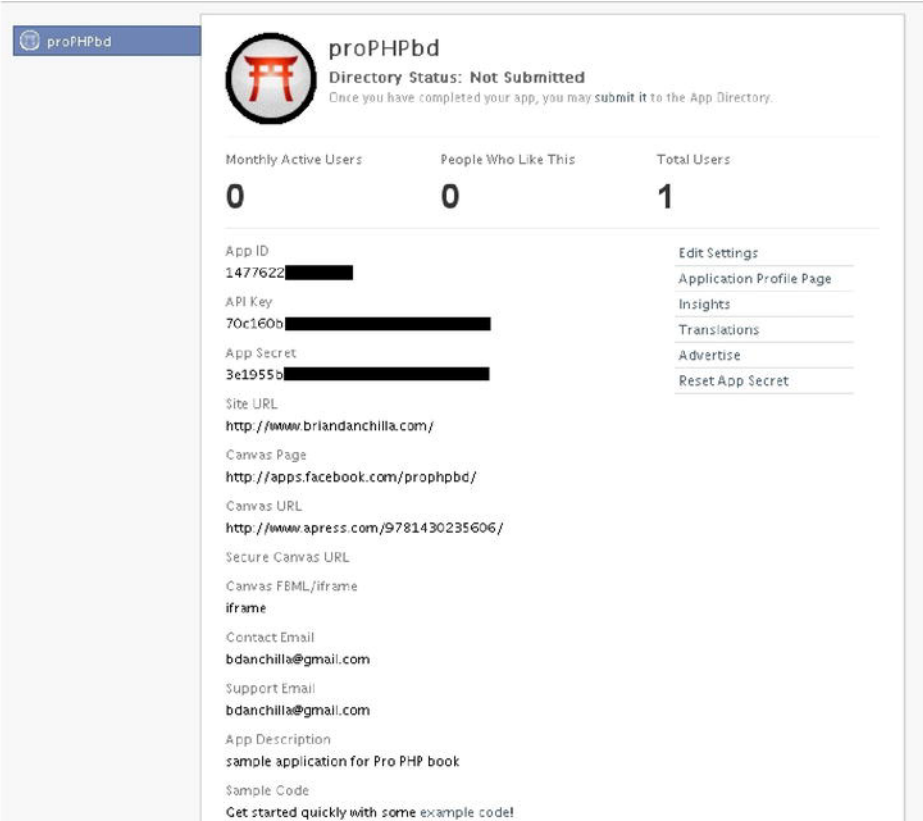 proPHPbd
proPHPbd
Directory Status: Not Submitted
Once you have completed your app, you may submit it to the App Directory.
Monthly Active Users People Who Like This Total Users
0 0 1
App ID
1477622
API Key
70c160b
App Secret
3e1955b
Site URL
http://www.briandanchilla.com/
Canvas Page
http://apps.facebook.com/prophpbd/
Canvas URL
http://www.apress.com/9781430235606/
Secure Canvas URL
Canvas FBML/iframe
iframe
Contact Email
bdanchilla@gmail.com
Support Email
bdanchilla@gmail.com
App Description
sample application for Pro PHP book
Sample Code
Get started quickly with some example code!
Edit Settings
Application Profile Page
Insights
Translations
Advertise
Reset App Secret